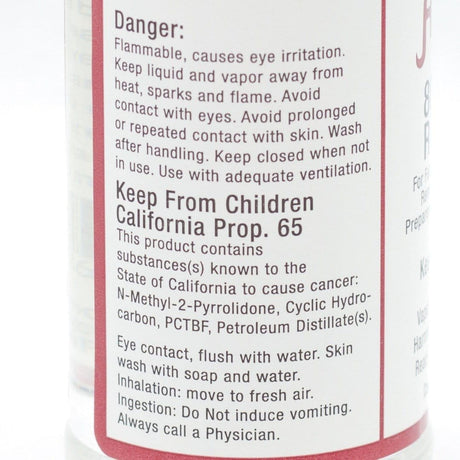 Danger:
Flammable, causes eye irritation.
Keep liquid and vapor away from
heat, sparks and flame. Avoid
contact with eyes. Avoid prolonged
or repeated contact with skin. Wash
after handling. Keep closed when not
in use. Use with adequate ventilation.
Keep From Children
California Prop. 65
This product contains
substances(s) known to the
State of California to cause cancer:
N-Methyl-2-Pyrrolidone, Cyclic Hydro-
carbon, PCTBF, Petroleum Distillate(s).
Eye contact, flush with water. Skin
wash with soap and water.
Inhalation: move to fresh air.
Ingestion: Do Not induce vomiting.
Always call a Physician.
For